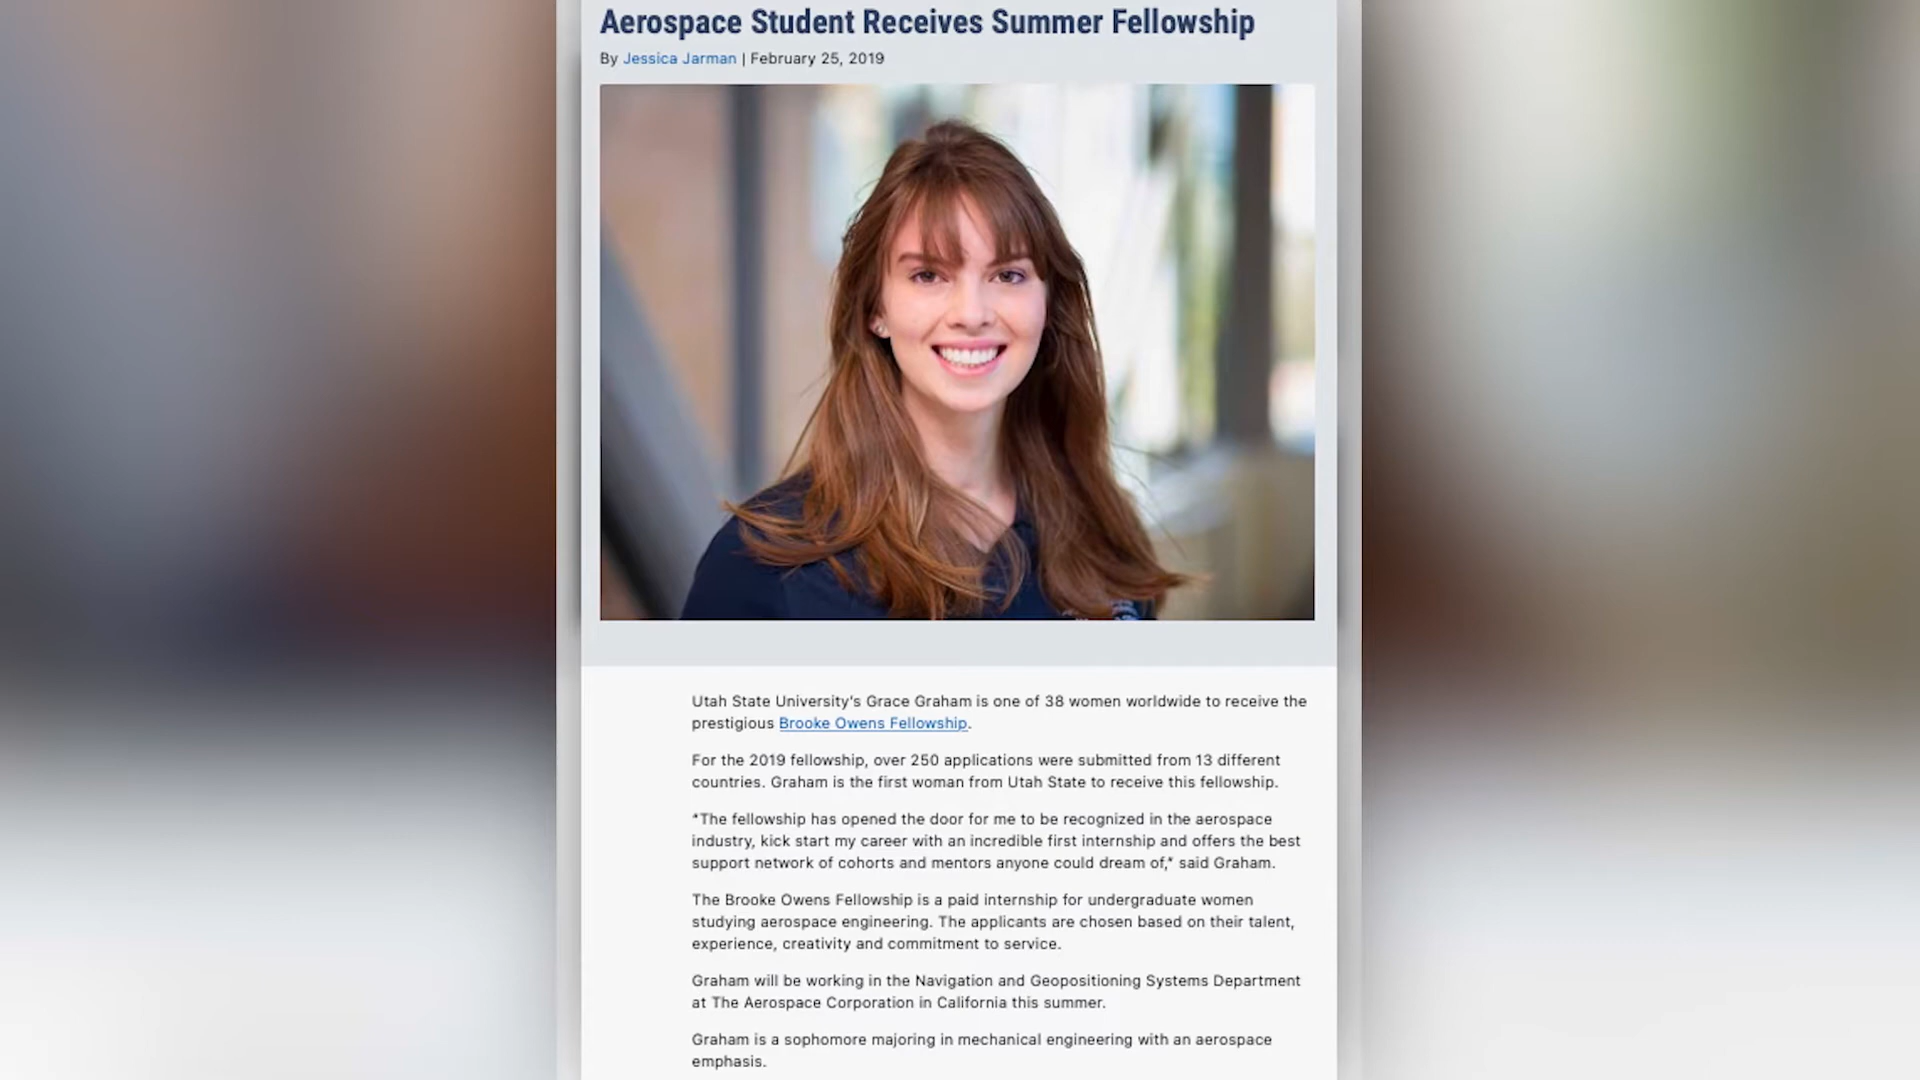 Aerospace Student Receives Summer Fellowship
By Jessica Jarman | February 25, 2019
Utah State University's Grace Graham is one of 38 women worldwide to receive the
prestigious Brooke Owens Fellowship.
For the 2019 fellowship, over 250 applications were submitted from 13 different
countries. Graham is the first woman from Utah State to receive this fellowship.
"The fellowship has opened the door for me to be recognized in the aerospace
industry, kick start my career with an incredible first internship and offers the best
support network of cohorts and mentors anyone could dream of," said Graham.
The Brooke Owens Fellowship is a paid internship for undergraduate women
studying aerospace engineering. The applicants are chosen based on their talent,
experience, creativity and commitment to service.
Graham will be working in the Navigation and Geopositioning Systems Department
at The Aerospace Corporation in California this summer.
Graham is a sophomore majoring in mechanical engineering with an aerospace
emphasis.